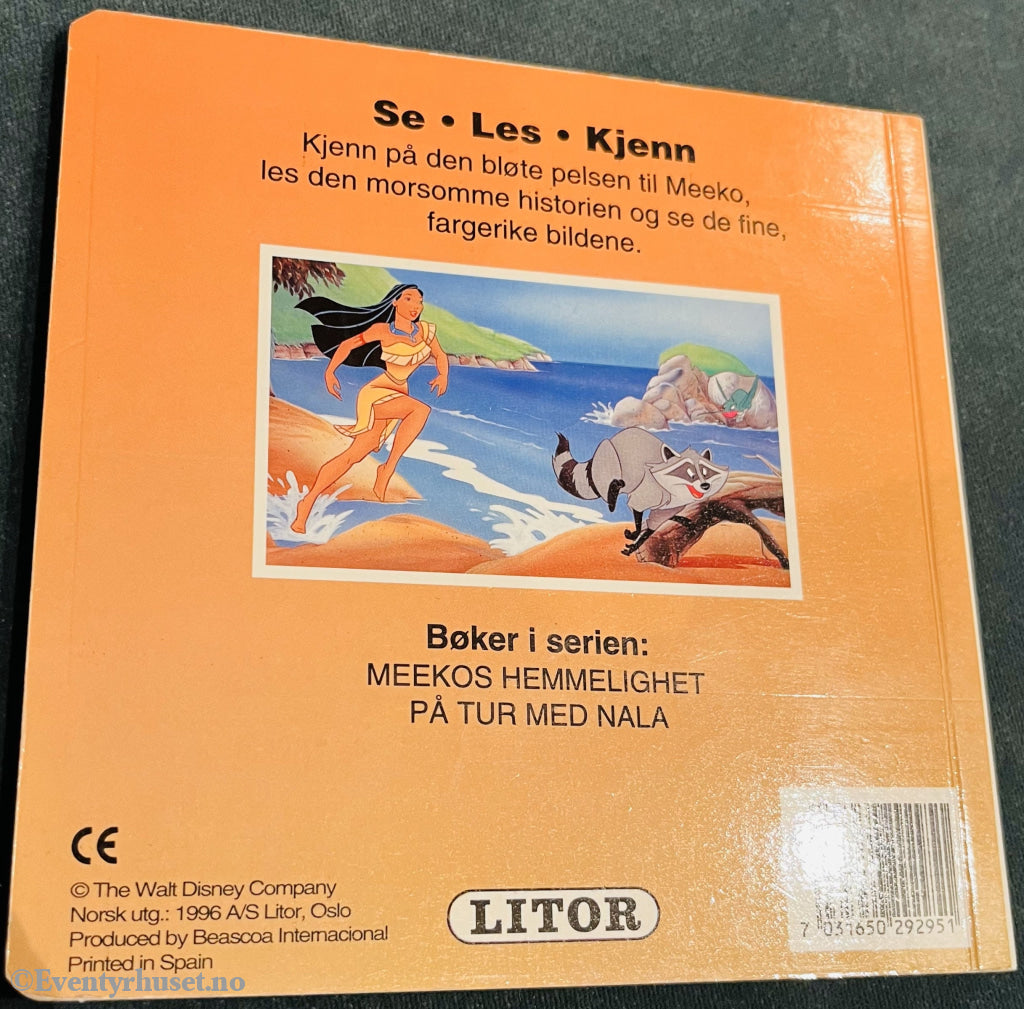 Se • Les • Kjenn
Kjenn på den bløte pelsen til Meeko,
les den morsomme historien og se de fine,
fargerike bildene.
Bøker i serien:
MEEKOS HEMMELIGHET
PÅ TUR MED NALA
CE
© The Walt Disney Company
Norsk utg.: 1996 A/S Litor, Oslo
Produced by Beascoa Internacional
Printed in Spain
LITOR
7 031650 292951
©Eventyrhuset.no